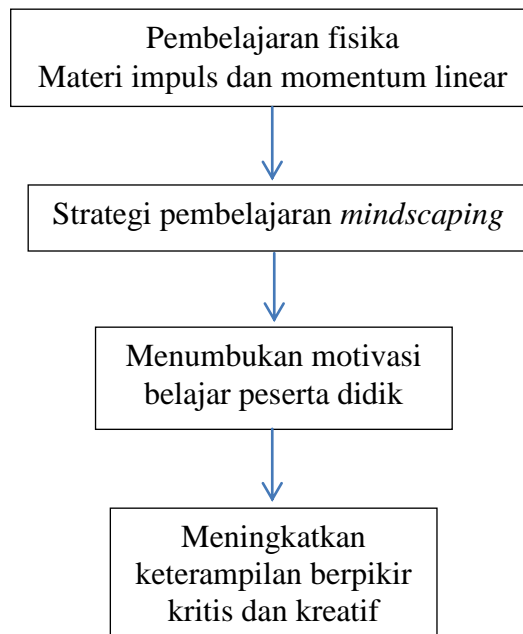 Pembelajaran fisika
Materi impuls dan momentum linear
Strategi pembelajaran mindscaping
Menumbukan motivasi
belajar peserta didik
Meningkatkan
keterampilan berpikir
kritis dan kreatif